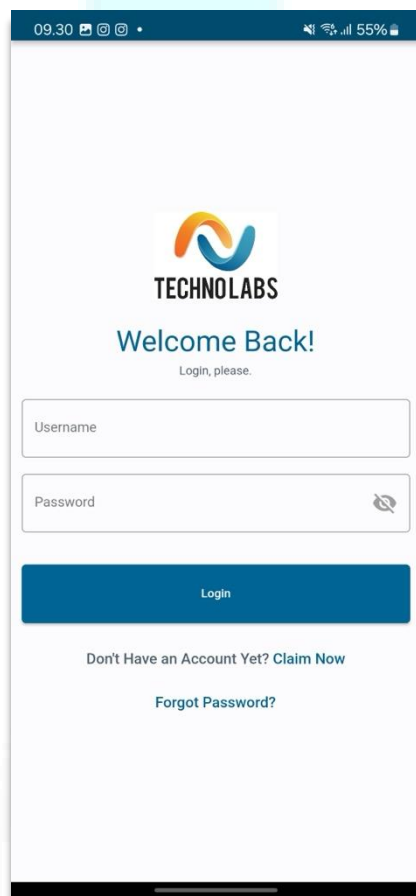 09.30
55%
TECHNOLABS
Welcome Back!
Login, please.
Username
Password
Login
Don't Have an Account Yet? Claim Now
Forgot Password?